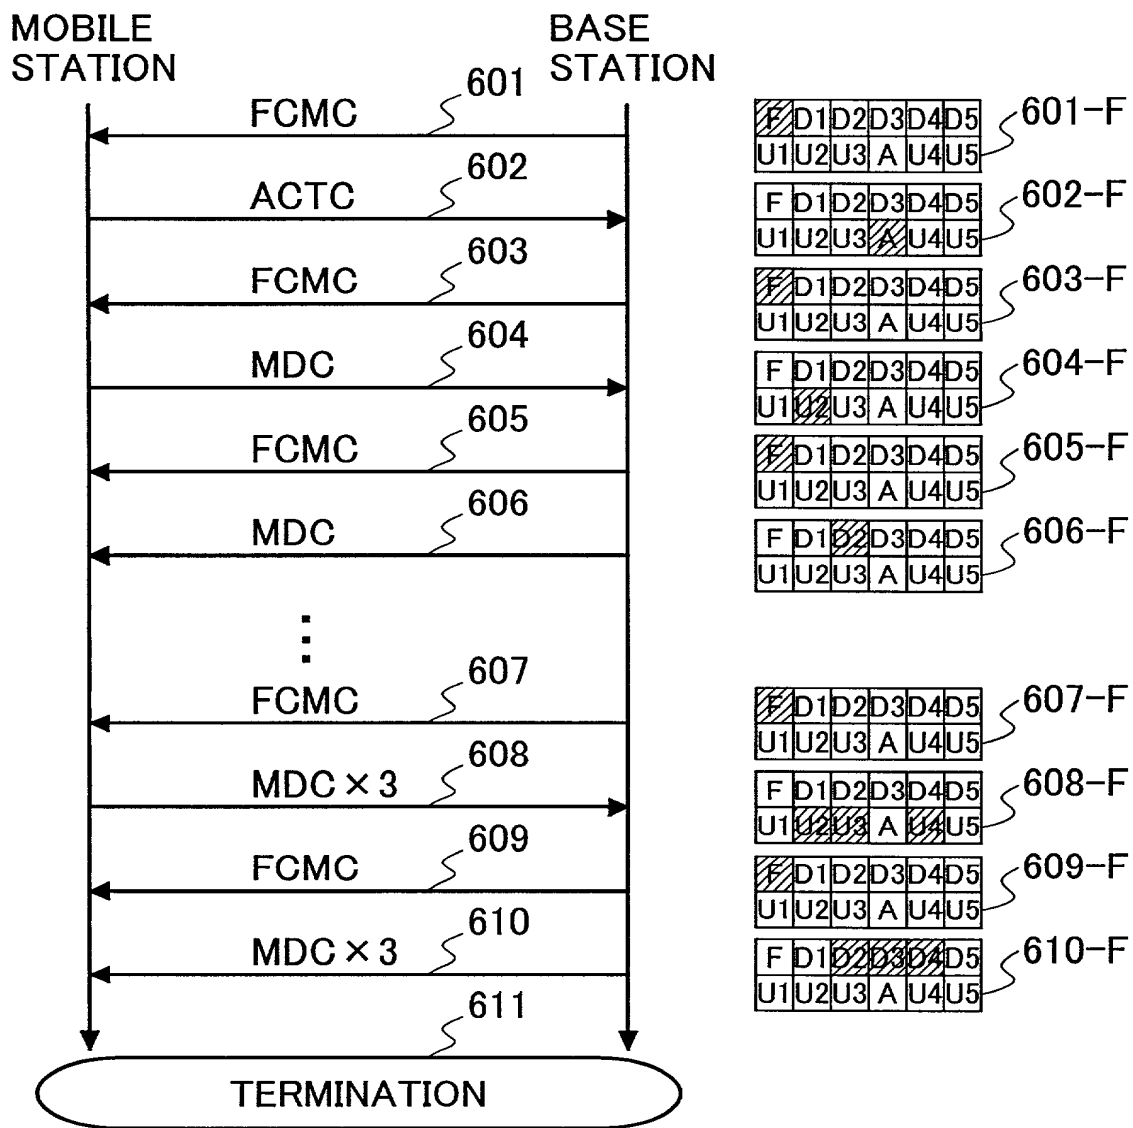 MOBILE STATION
BASE STATION
601
FCMC
F D1 D2 D3 D4 D5
U1 U2 U3 A U4 U5
601-F
602
ACTC
F D1 D2 D3 D4 D5
U1 U2 U3 A U4 U5
602-F
603
FCMC
F D1 D2 D3 D4 D5
U1 U2 U3 A U4 U5
603-F
604
MDC
F D1 D2 D3 D4 D5
U1 U2 U3 A U4 U5
604-F
605
FCMC
F D1 D2 D3 D4 D5
U1 U2 U3 A U4 U5
605-F
606
MDC
F D1 D2 D3 D4 D5
U1 U2 U3 A U4 U5
606-F
607
FCMC
F D1 D2 D3 D4 D5
U1 U2 U3 A U4 U5
607-F
608
MDC × 3
F D1 D2 D3 D4 D5
U1 U2 U3 A U4 U5
608-F
609
FCMC
F D1 D2 D3 D4 D5
U1 U2 U3 A U4 U5
609-F
610
MDC × 3
F D1 D2 D3 D4 D5
U1 U2 U3 A U4 U5
610-F
611
TERMINATION